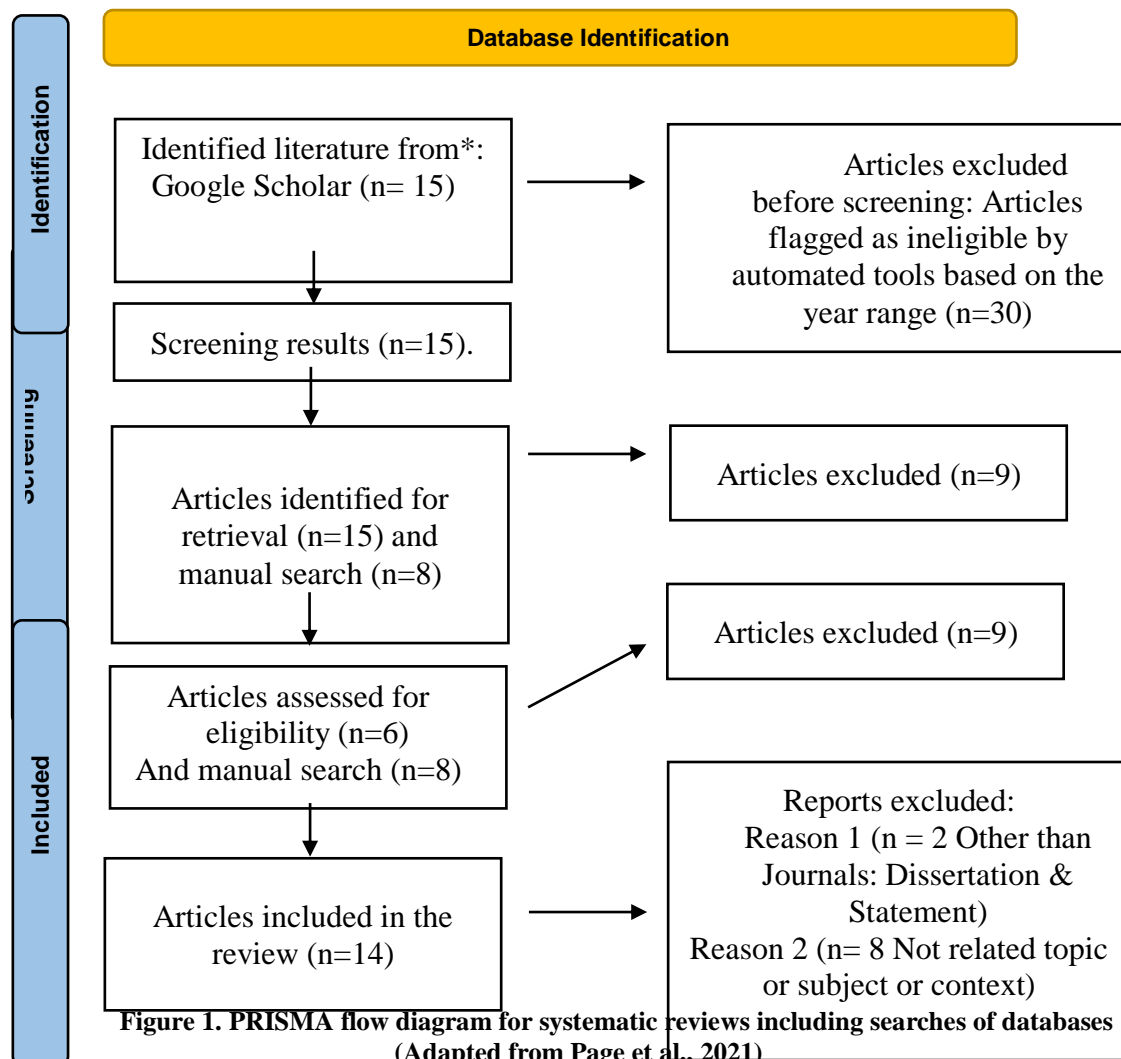 Database Identification
Identification
Identified literature from*:
Google Scholar (n= 15)
Articles excluded
before screening: Articles
flagged as ineligible by
automated tools based on the
year range (n=30)
Screening results (n=15).
Screening
Articles identified for
retrieval (n=15) and
manual search (n=8)
Articles excluded (n=9)
Articles excluded (n=9)
Articles assessed for
eligibility (n=6)
And manual search (n=8)
Included
Articles included in the
review (n=14)
Reports excluded:
Reason 1 (n = 2 Other than
Journals: Dissertation &
Statement)
Reason 2 (n= 8 Not related topic
or subject or context)
Figure 1. PRISMA flow diagram for systematic reviews including searches of databases
(Adapted from Page et al., 2021)